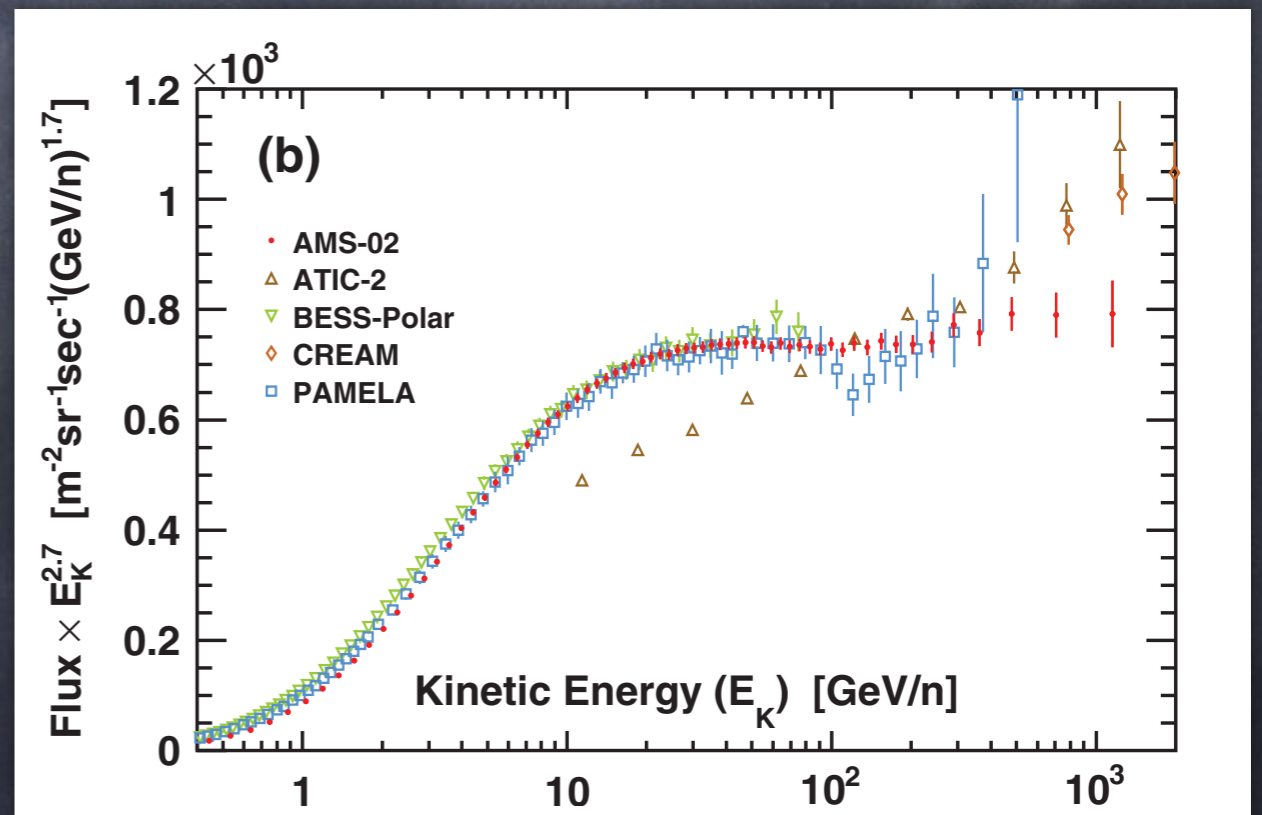 ×10³
1.2
1
0.8
0.6
0.4
0.2
0
Flux × E_K^2.7 [m⁻²sr⁻¹sec⁻¹(GeV/n)^1.7]
(b)
AMS-02
ATIC-2
BESS-Polar
CREAM
PAMELA
Kinetic Energy (E_K) [GeV/n]
1 10 10² 10³